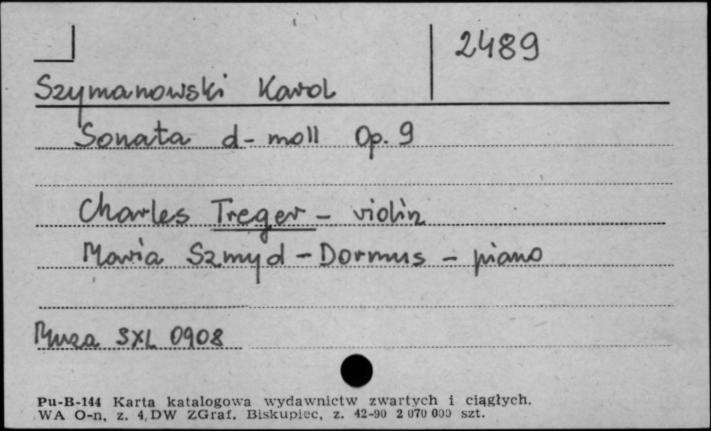 2489
Szymanowski Karol
Sonata d-moll Op. 9
Charles Treger - violin
Maria Szmyd-Dormus - piano
Muza SXL 0908
Pu-B-144 Karta katalogowa wydawnictw zwartych i ciągłych.
WA O-n, z. 4, DW ZGraf. Biskupiec, z. 42-90 2 070 000 szt.